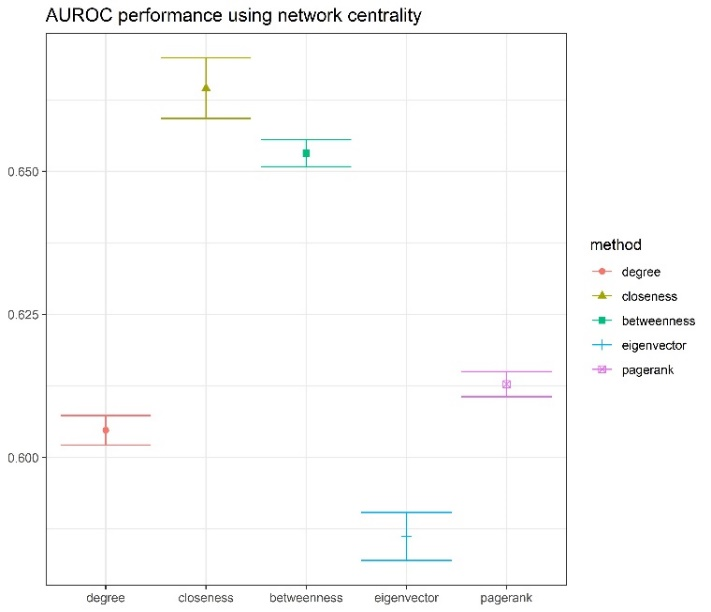 AUROC performance using network centrality
0.650
0.625
0.600
degree
closeness
betweenness
eigenvector
pagerank
method
degree
closeness
betweenness
eigenvector
pagerank